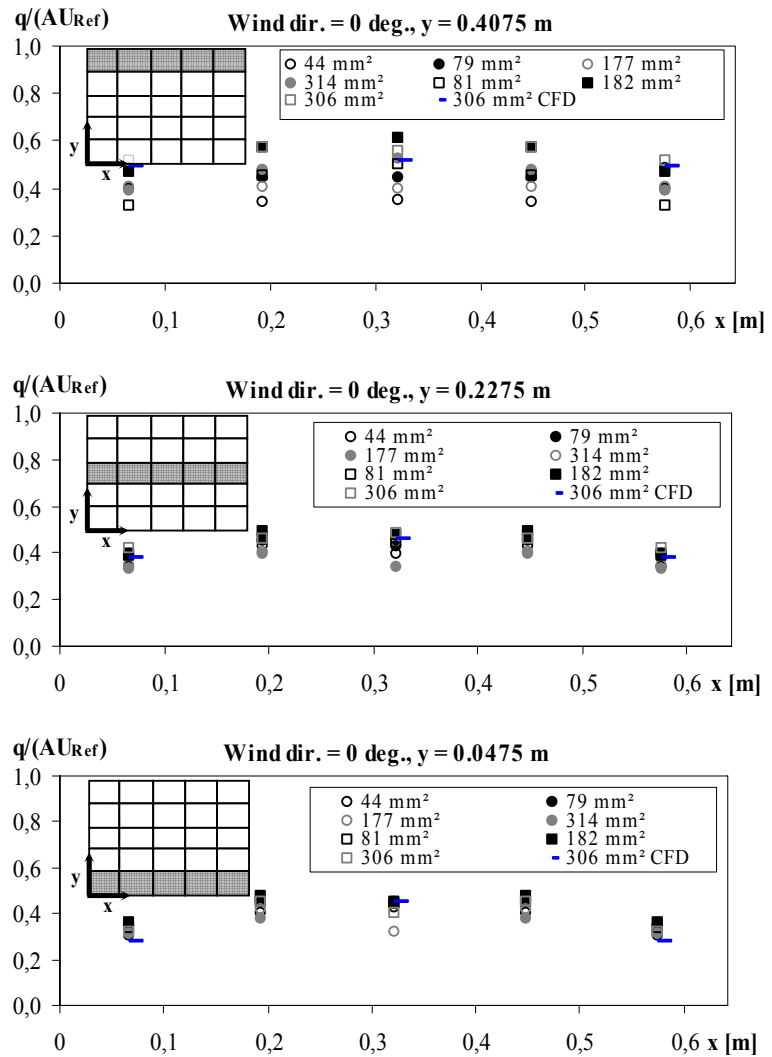 q/(AURef) Wind dir. = 0 deg., y = 0.4075 m
1,0
0,8
0,6
0,4
0,2
0,0
y
x
44 mm² 79 mm² 177 mm²
314 mm² 81 mm² 182 mm²
306 mm² 306 mm² CFD
0 0,1 0,2 0,3 0,4 0,5 0,6 x [m]
q/(AURef) Wind dir. = 0 deg., y = 0.2275 m
1,0
0,8
0,6
0,4
0,2
0,0
y
x
44 mm² 79 mm²
177 mm² 314 mm²
81 mm² 182 mm²
306 mm² 306 mm² CFD
0 0,1 0,2 0,3 0,4 0,5 0,6 x [m]
q/(AURef) Wind dir. = 0 deg., y = 0.0475 m
1,0
0,8
0,6
0,4
0,2
0,0
y
x
44 mm² 79 mm²
177 mm² 314 mm²
81 mm² 182 mm²
306 mm² 306 mm² CFD
0 0,1 0,2 0,3 0,4 0,5 0,6 x [m]